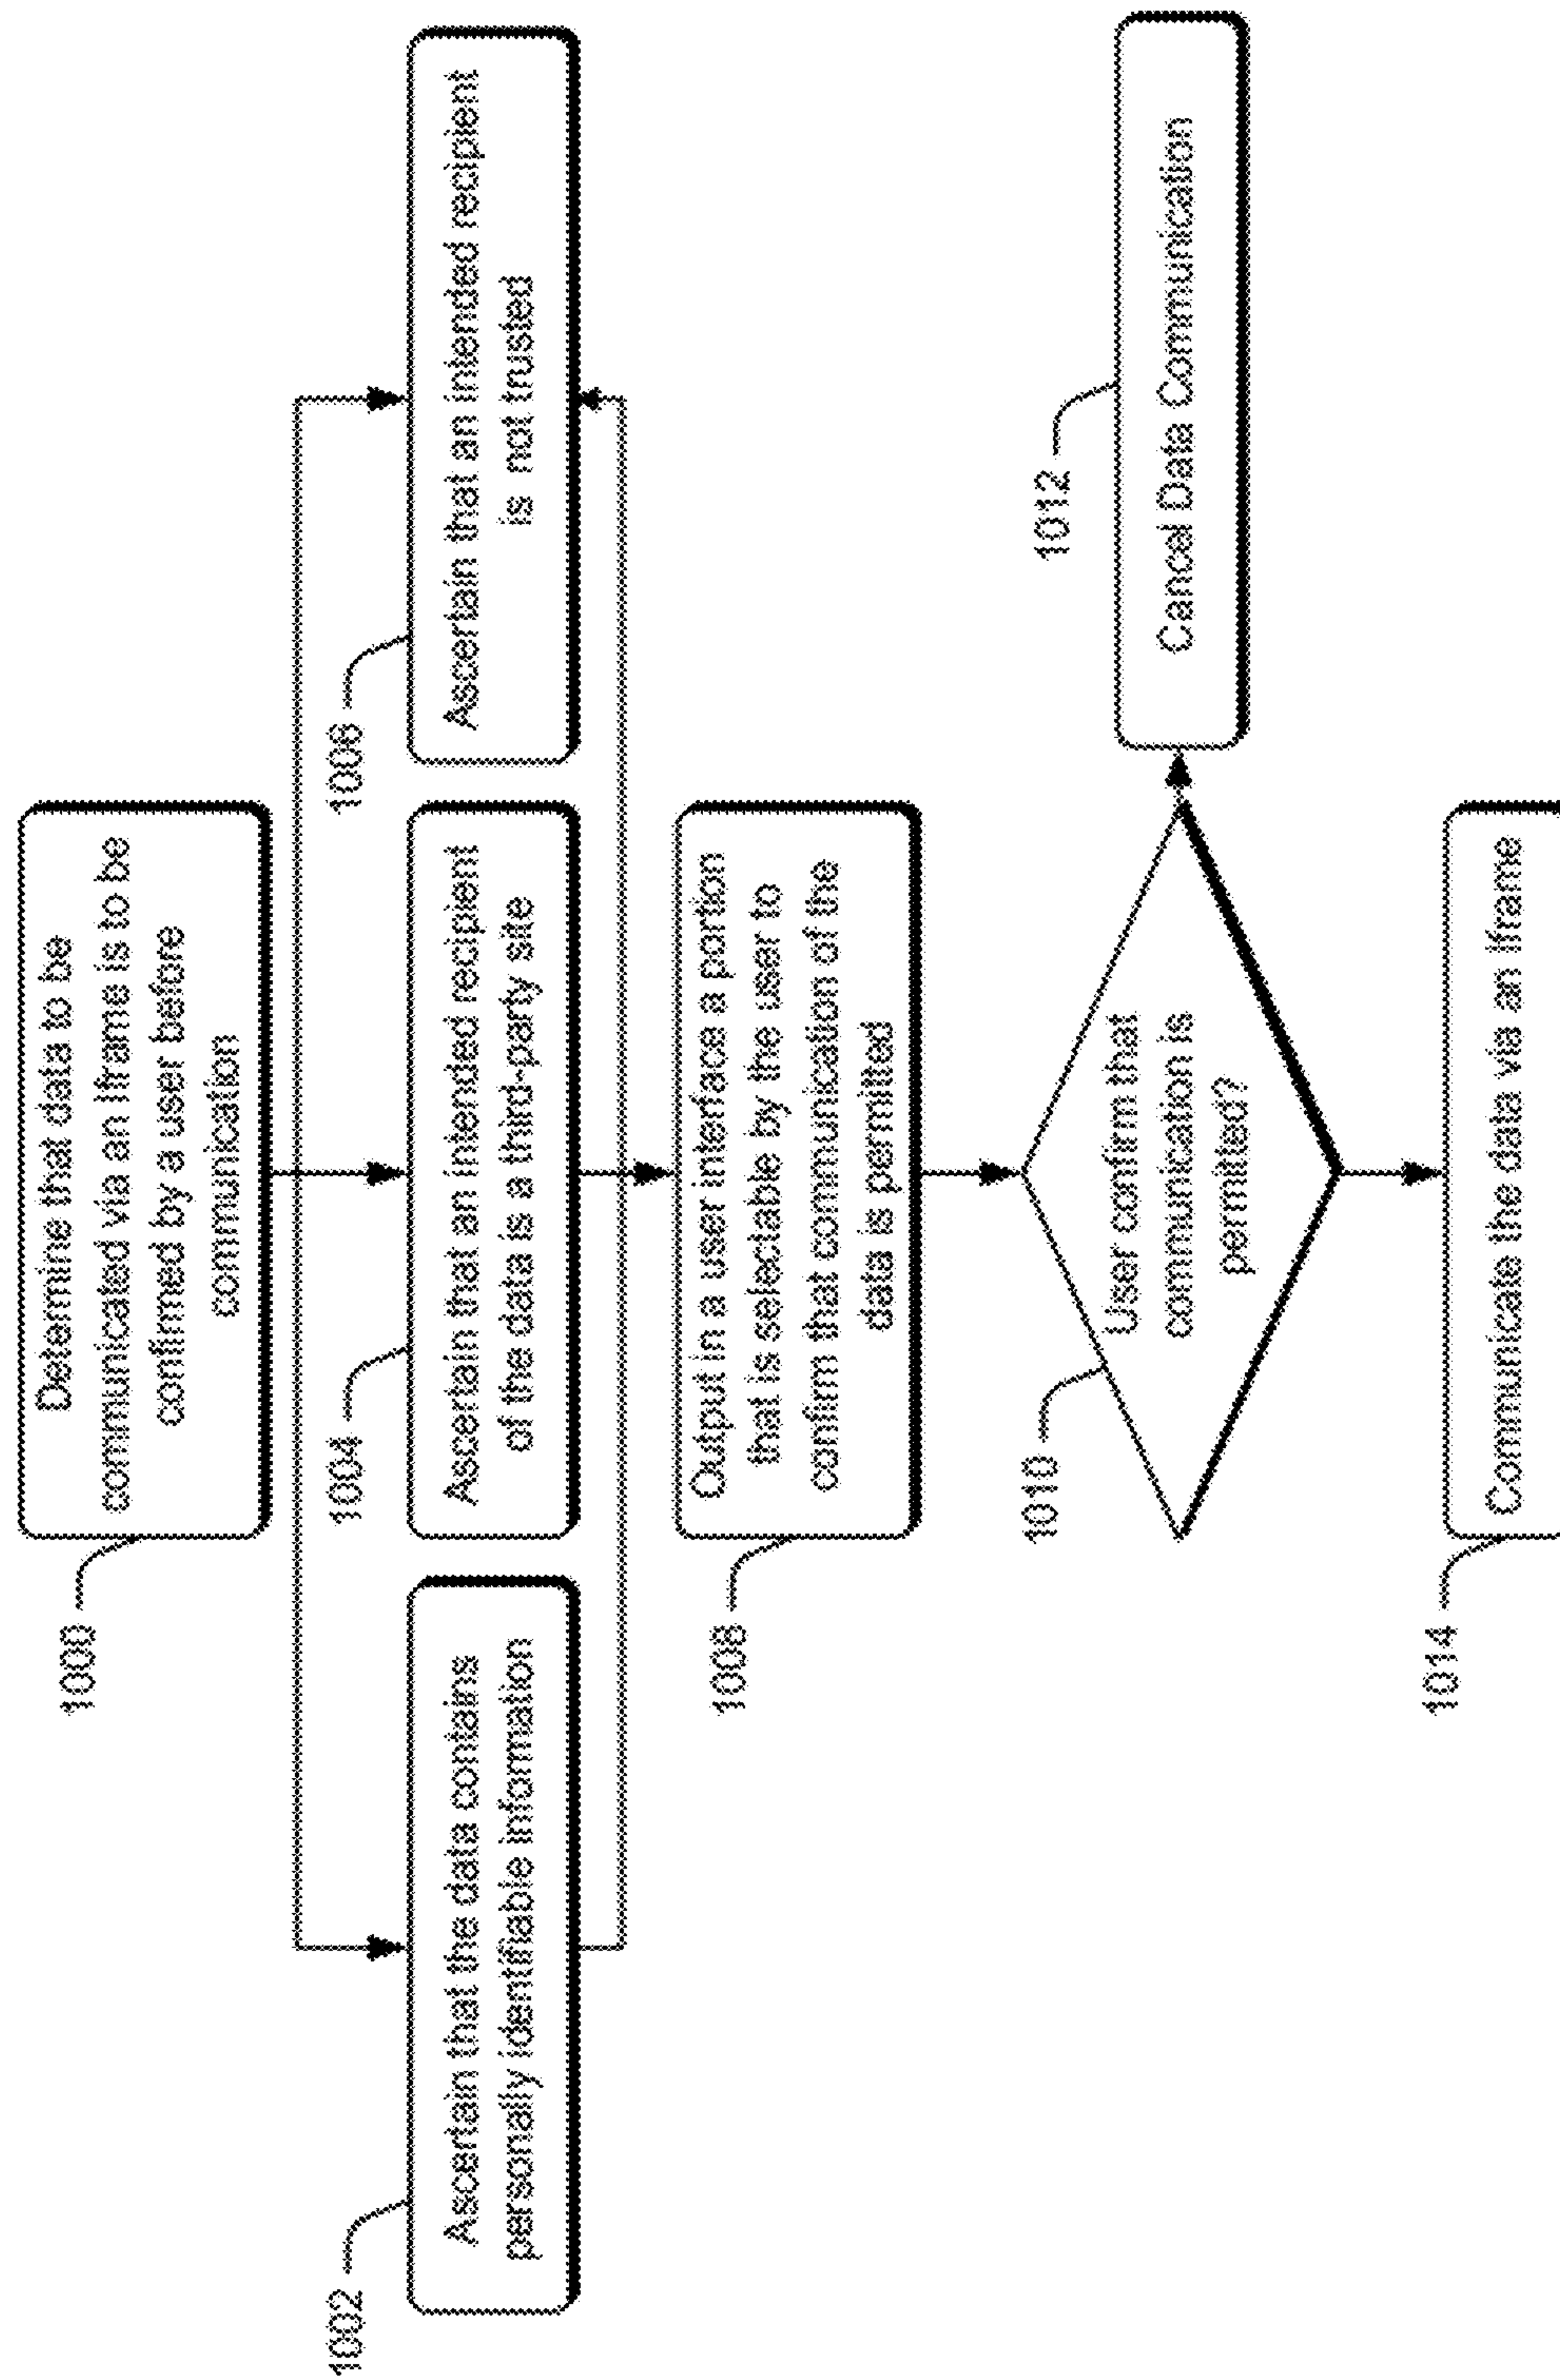 1000
Determine that data to be
communicated via an Iframe is to be
confirmed by a user before
communication
1002
Ascertain that the data contains
personally identifiable information
1004
Ascertain that an intended recipient
of the data is a third-party site
1006
Ascertain that an intended recipient
is not trusted
1008
Output in a user interface a portion
that is selectable by the user to
confirm that communication of the
data is permitted
1010
User confirm that
communication is
permitted?
1012
Cancel Data Communication
1014
Communicate the data via an Iframe